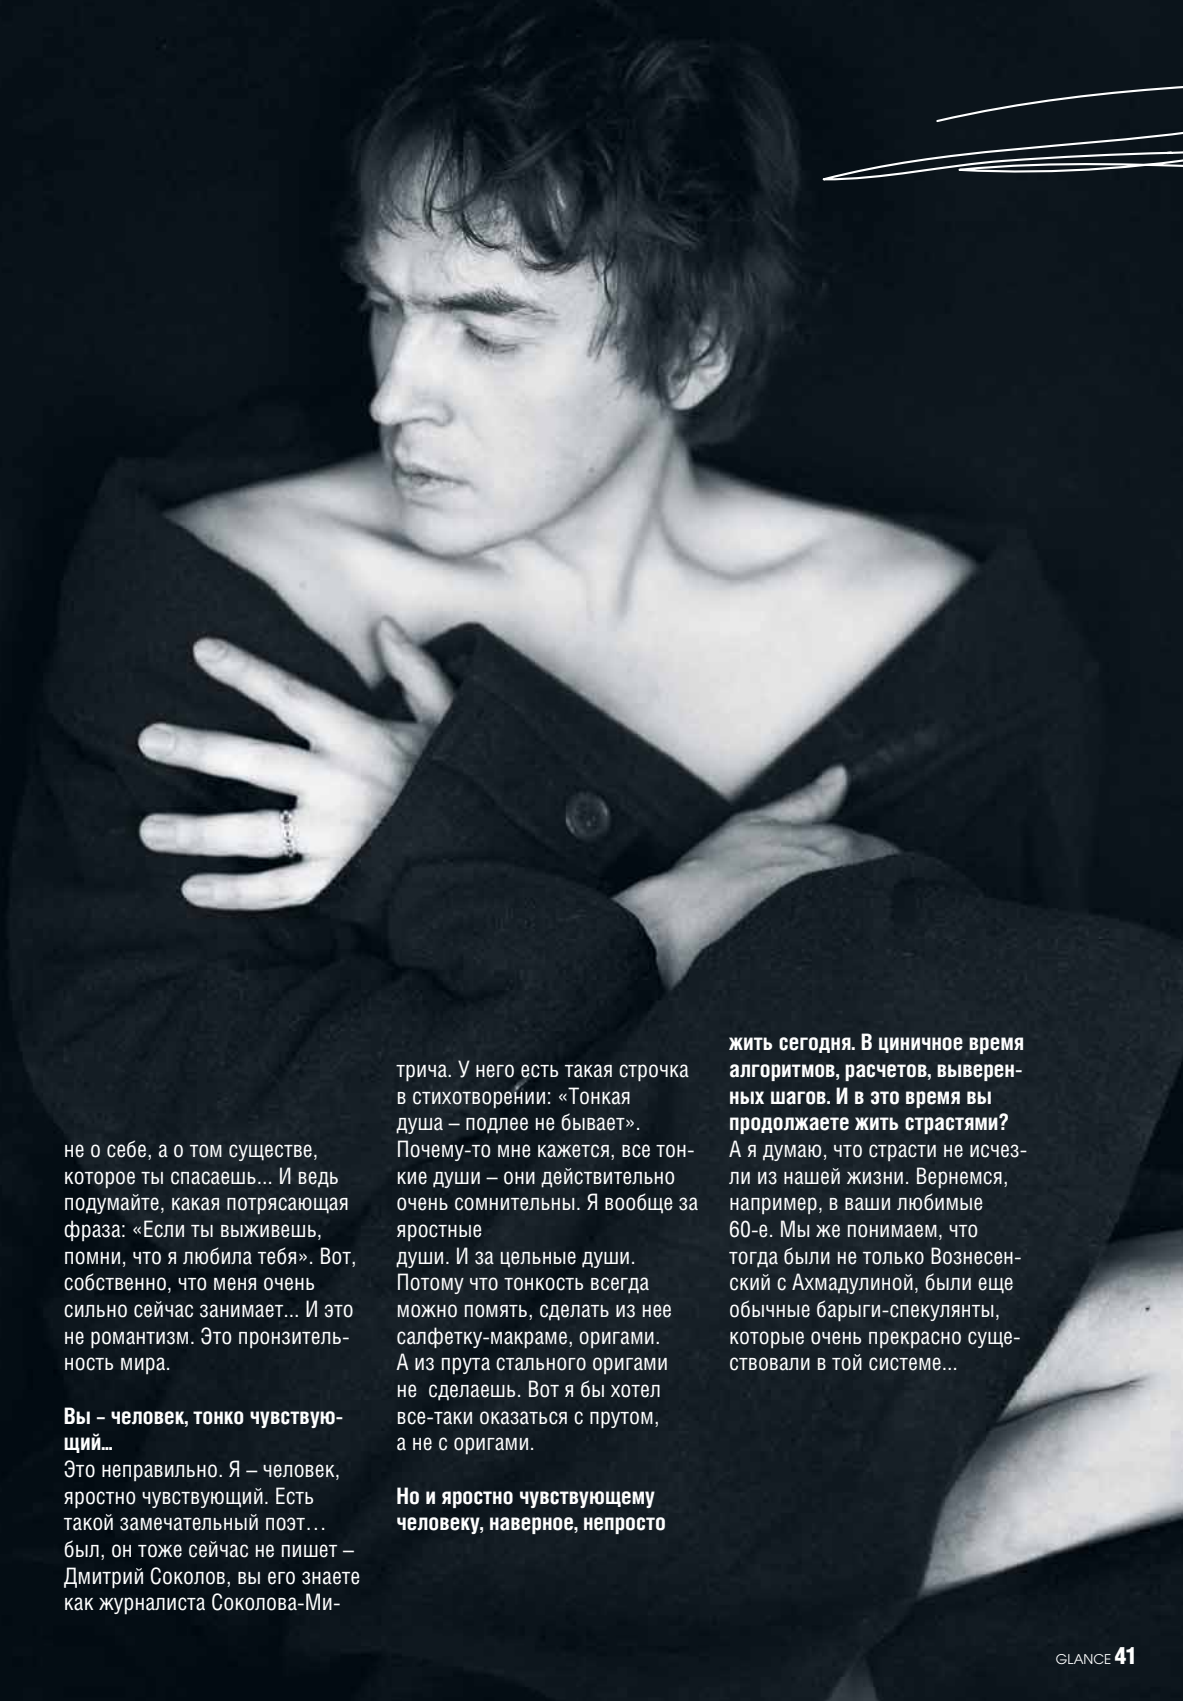 не о себе, а о том существе,
которое ты спасаешь... И ведь
подумайте, какая потрясающая
фраза: «Если ты выживешь,
помни, что я любила тебя». Вот,
собственно, что меня очень
сильно сейчас занимает... И это
не романтизм. Это пронзитель-
ность мира.
Вы – человек, тонко чувствую-
щий...
Это неправильно. Я – человек,
яростно чувствующий. Есть
такой замечательный поэт…
был, он тоже сейчас не пишет –
Дмитрий Соколов, вы его знаете
как журналиста Соколова-Ми-
трича. У него есть такая строчка
в стихотворении: «Тонкая
душа – подлее не бывает».
Почему-то мне кажется, все тон-
кие души – они действительно
очень сомнительны. Я вообще за
яростные
души. И за цельные души.
Потому что тонкость всегда
можно помять, сделать из нее
салфетку-макраме, оригами.
А из прута стального оригами
не сделаешь. Вот я бы хотел
все-таки оказаться с прутом,
а не с оригами.
Но и яростно чувствующему
человеку, наверное, непросто
жить сегодня. В циничное время
алгоритмов, расчетов, выверен-
ных шагов. И в это время вы
продолжаете жить страстями?
А я думаю, что страсти не исчез-
ли из нашей жизни. Вернемся,
например, в ваши любимые
60-е. Мы же понимаем, что
тогда были не только Вознесен-
ский с Ахмадулиной, были еще
обычные барыги-спекулянты,
которые очень прекрасно суще-
ствовали в той системе...
GLANCE 41